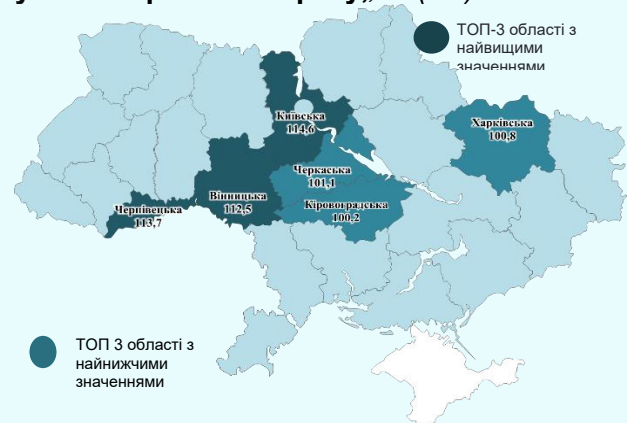 ТОП-3 області з
найвищими
значеннями
Київська
114,6
Харківська
100,8
Черкаська
101,1
Вінницька
112,5
Кіровоградська
100,2
Чернівецька
113,7
ТОП 3 області з
найнижчими
значеннями